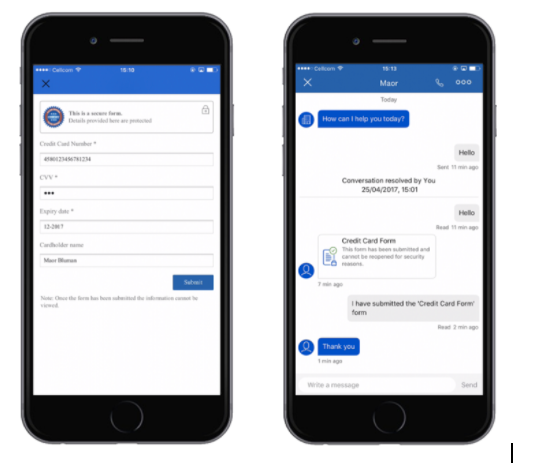 Cellcom 15:19
This is a secure form.
Details provided here are protected
Credit Card Number *
4580123456781234
CVV *
Expiry date *
12-2017
Cardholder name
Maor
Submit
Note: Once the form has been submitted the information cannot be
viewed.
Cellcom 15:13
Maor
Today
How can I help you today?
Hello
Sent 11 min ago
Conversation resolved by You
25/04/2017, 15:01
Hello
Read 11 min ago
Credit Card Form
This form has been submitted and
cannot be reopened for security
reasons.
7 min ago
I have submitted the 'Credit Card Form'
form
Read 2 min ago
Thank you
1 min ago
Write a message Send